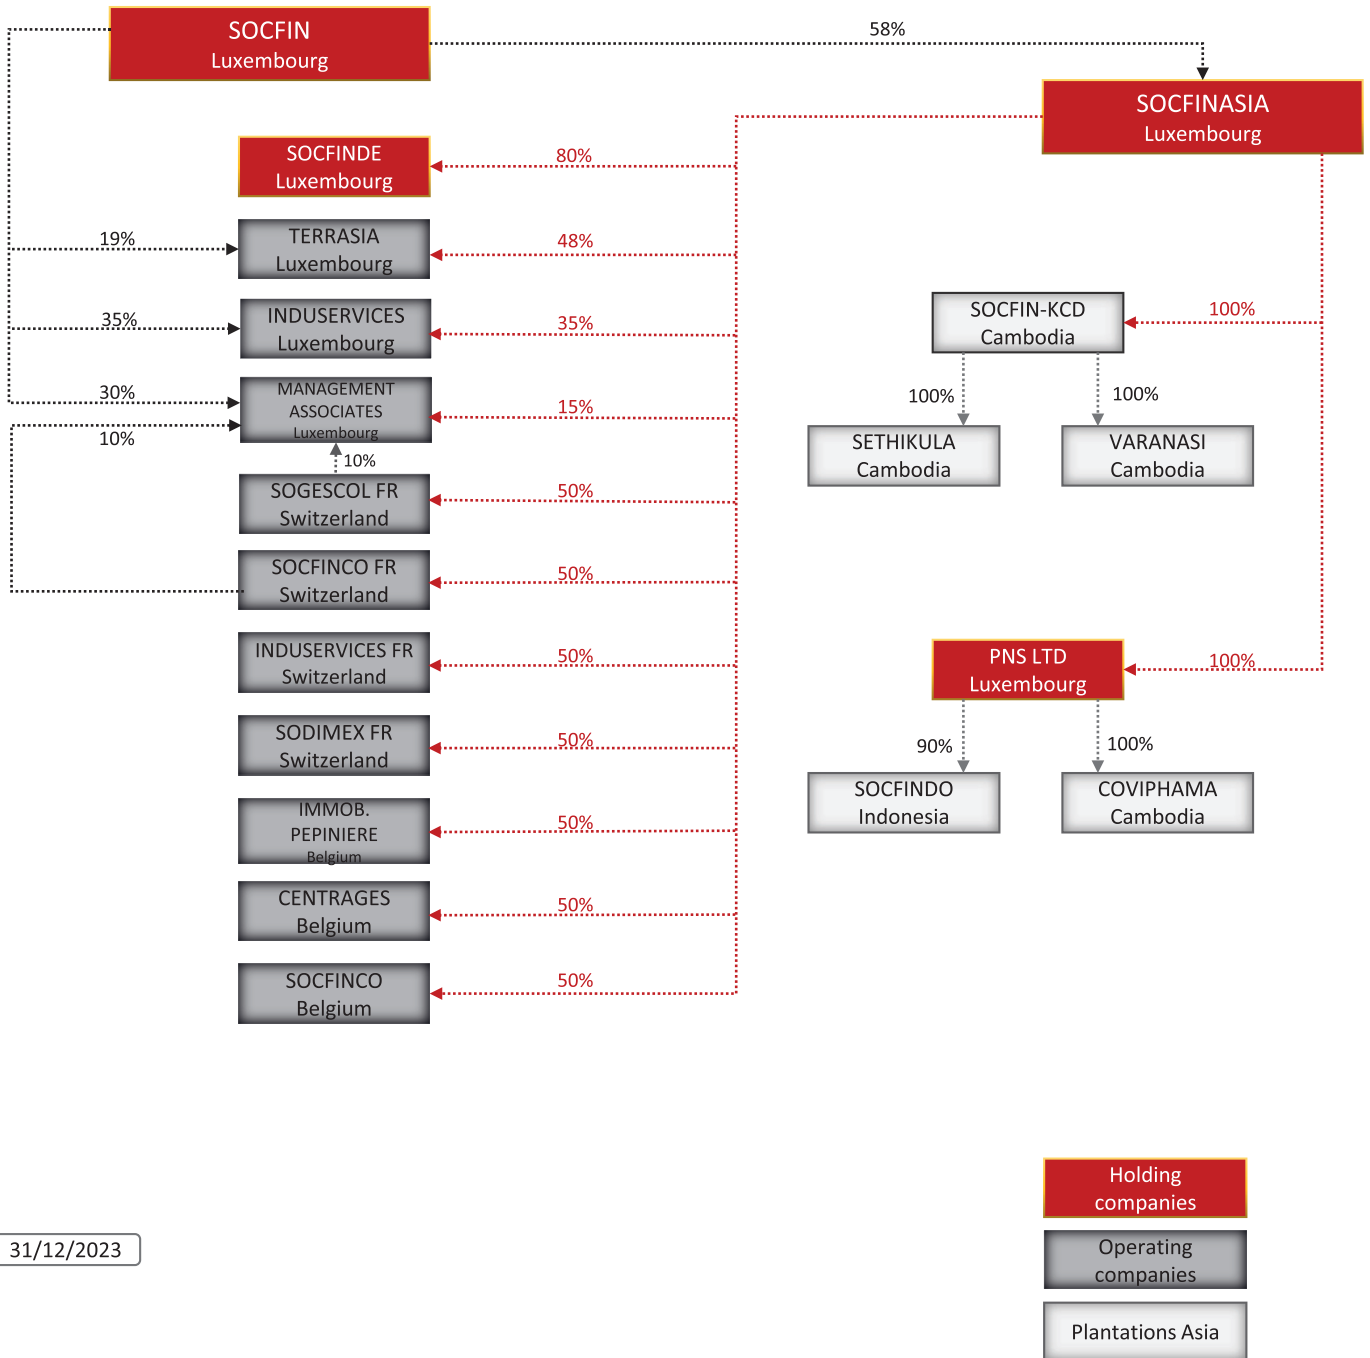 SOCFIN
Luxembourg
58%
SOCFINASIA
Luxembourg
SOCFINDE
Luxembourg
80%
19%
TERRASIA
Luxembourg
48%
35%
INDUSERVICES
Luxembourg
35%
30%
10%
MANAGEMENT
ASSOCIATES
Luxembourg
15%
10%
SOGESCOL FR
Switzerland
50%
SOCFINCO FR
Switzerland
50%
INDUSERVICES FR
Switzerland
50%
SODIMEX FR
Switzerland
50%
IMMOB.
PEPINIERE
Belgium
50%
CENTRAGES
Belgium
50%
SOCFINCO
Belgium
50%
SOCFIN-KCD
Cambodia
100%
100%
100%
SETHIKULA
Cambodia
VARANASI
Cambodia
PNS LTD
Luxembourg
100%
90%
100%
SOCFINDO
Indonesia
COVIPHAMA
Cambodia
31/12/2023
Holding
companies
Operating
companies
Plantations Asia